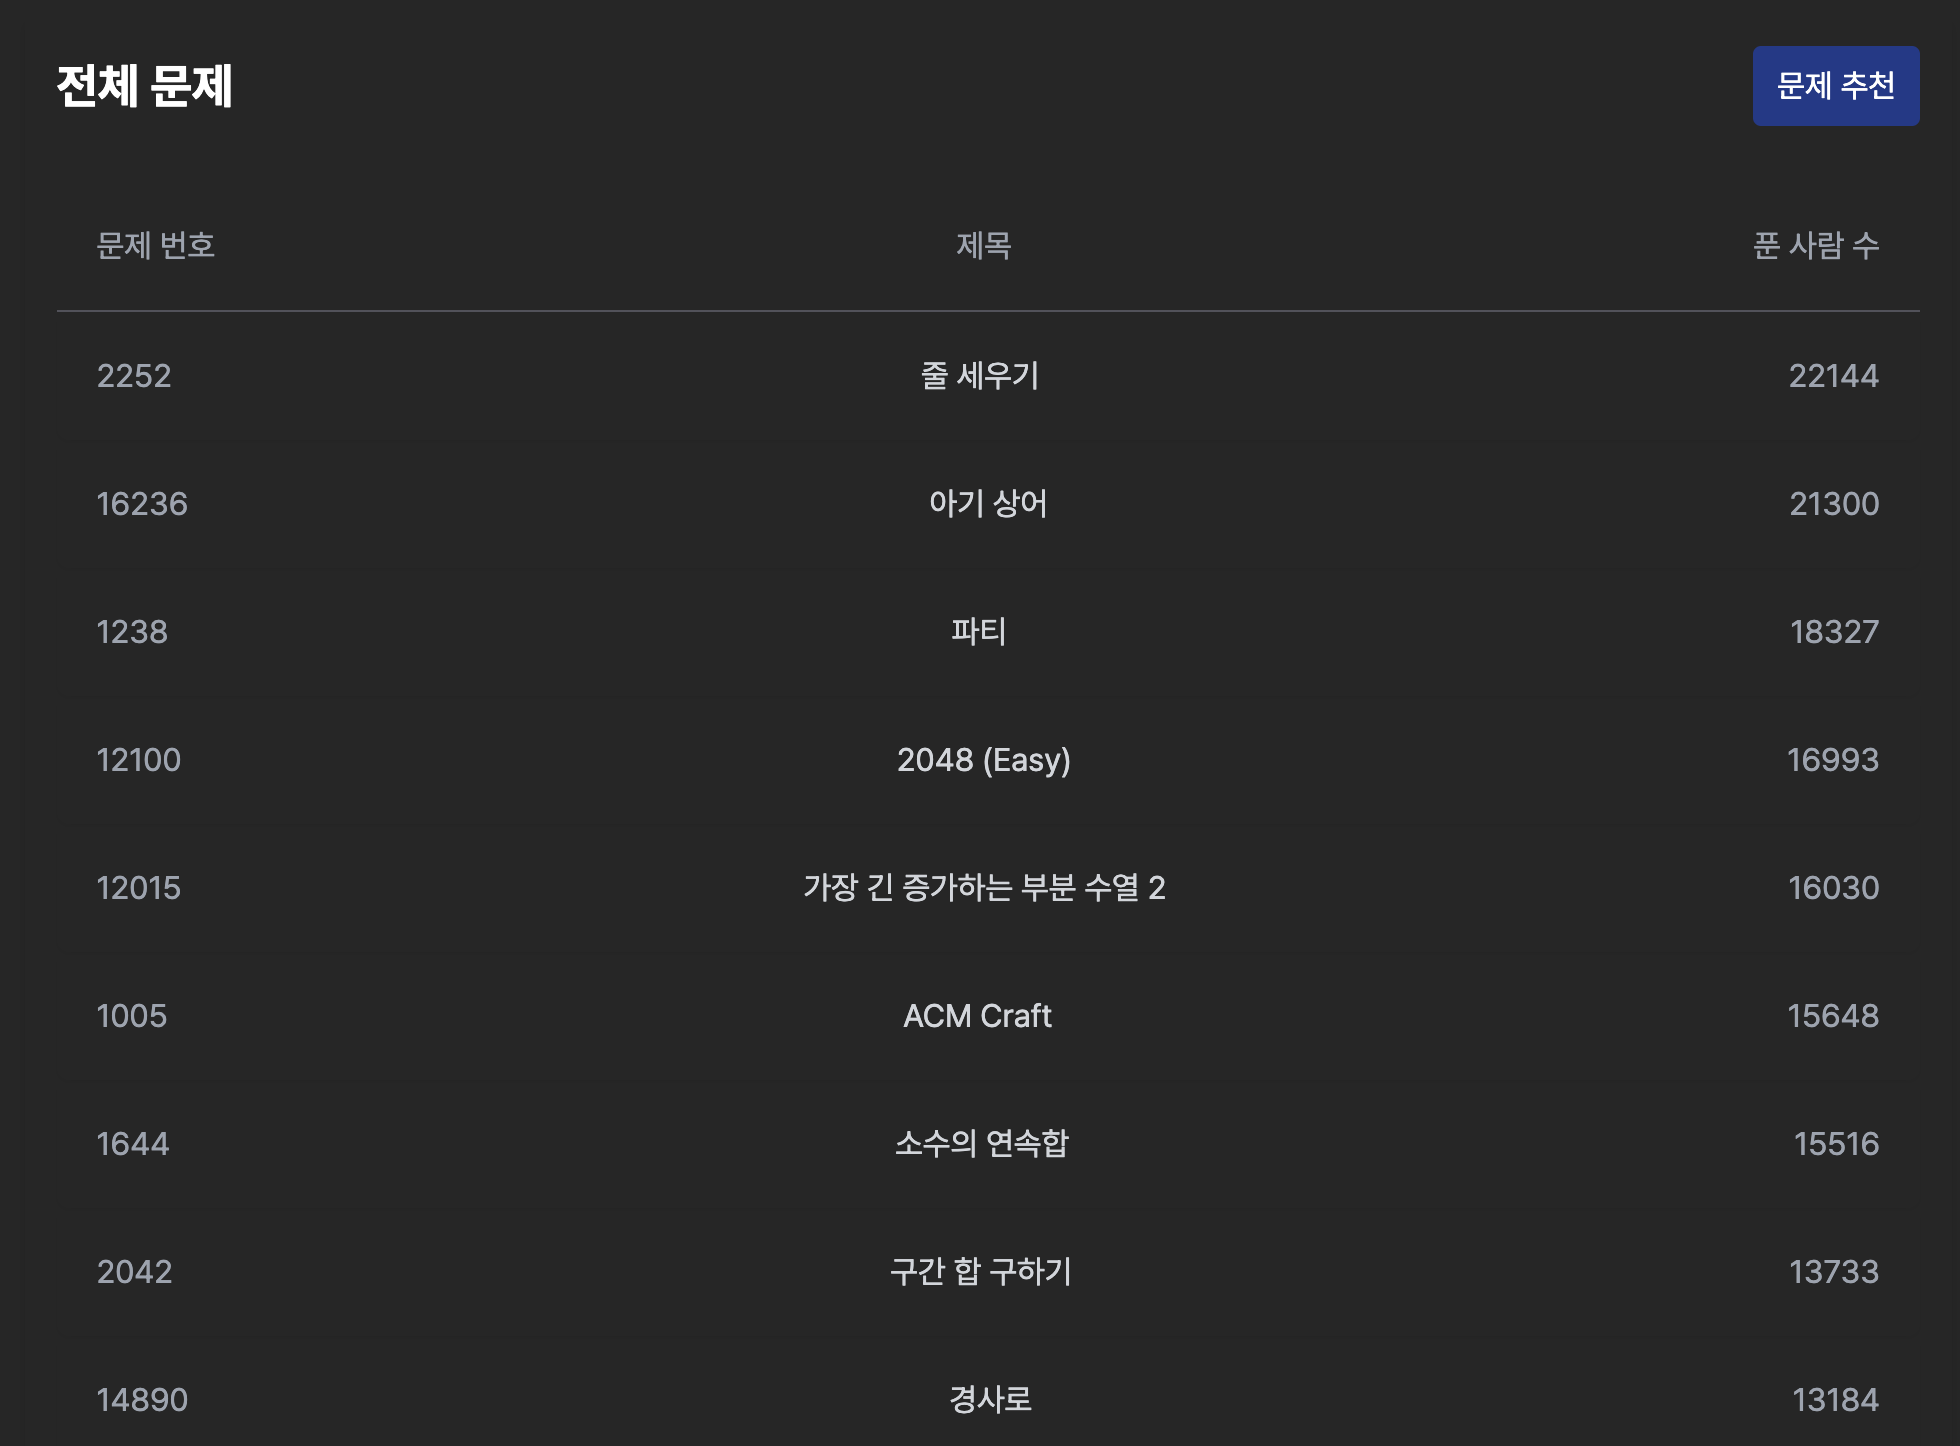 전체 문제 문제 추천
문제 번호 제목 푼 사람 수
2252 줄 세우기 22144
16236 아기 상어 21300
1238 파티 18327
12100 2048 (Easy) 16993
12015 가장 긴 증가하는 부분 수열 2 16030
1005 ACM Craft 15648
1644 소수의 연속합 15516
2042 구간 합 구하기 13733
14890 경사로 13184